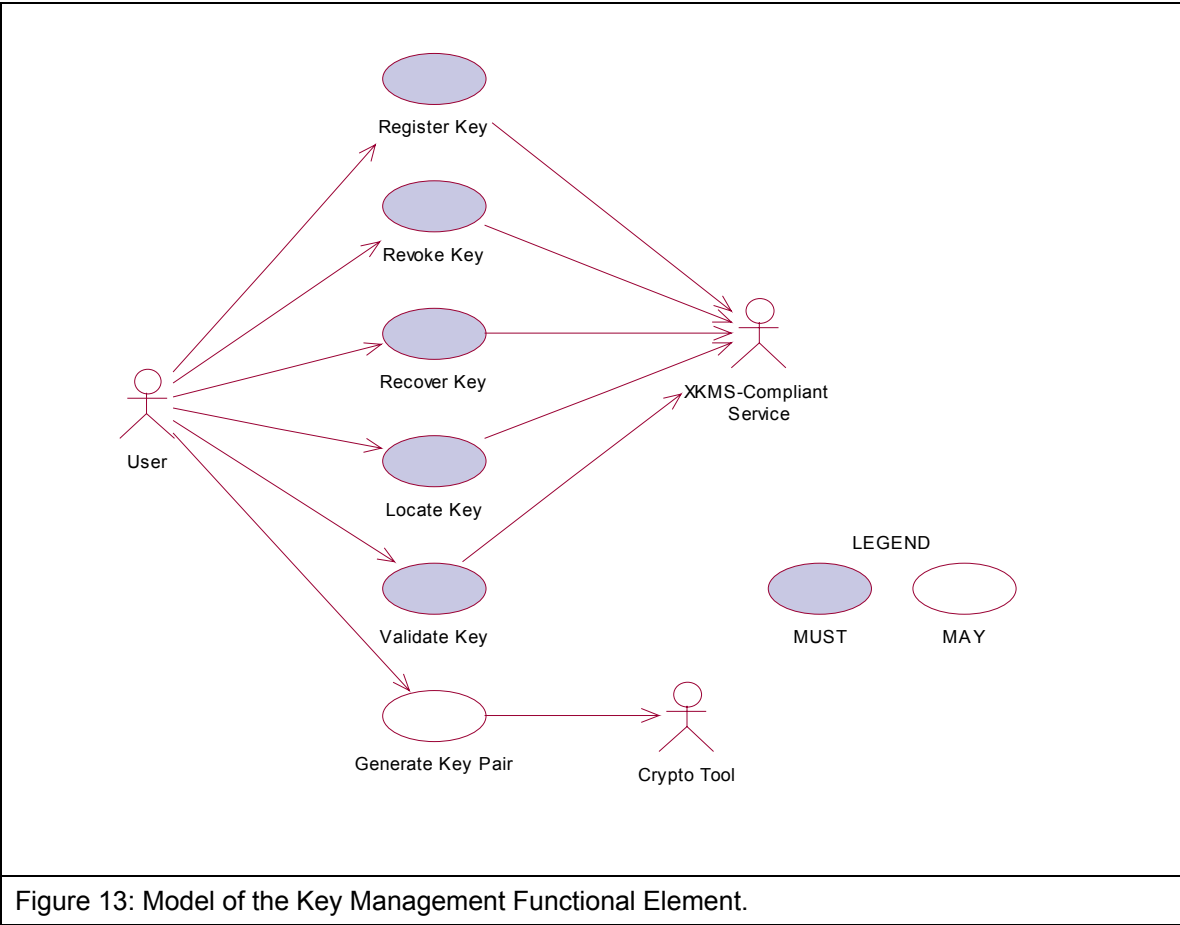 Register Key
Revoke Key
Recover Key
XKMS-Compliant
Service
User
Locate Key
LEGEND
Validate Key
MUST
MAY
Generate Key Pair
Crypto Tool
Figure 13: Model of the Key Management Functional Element.